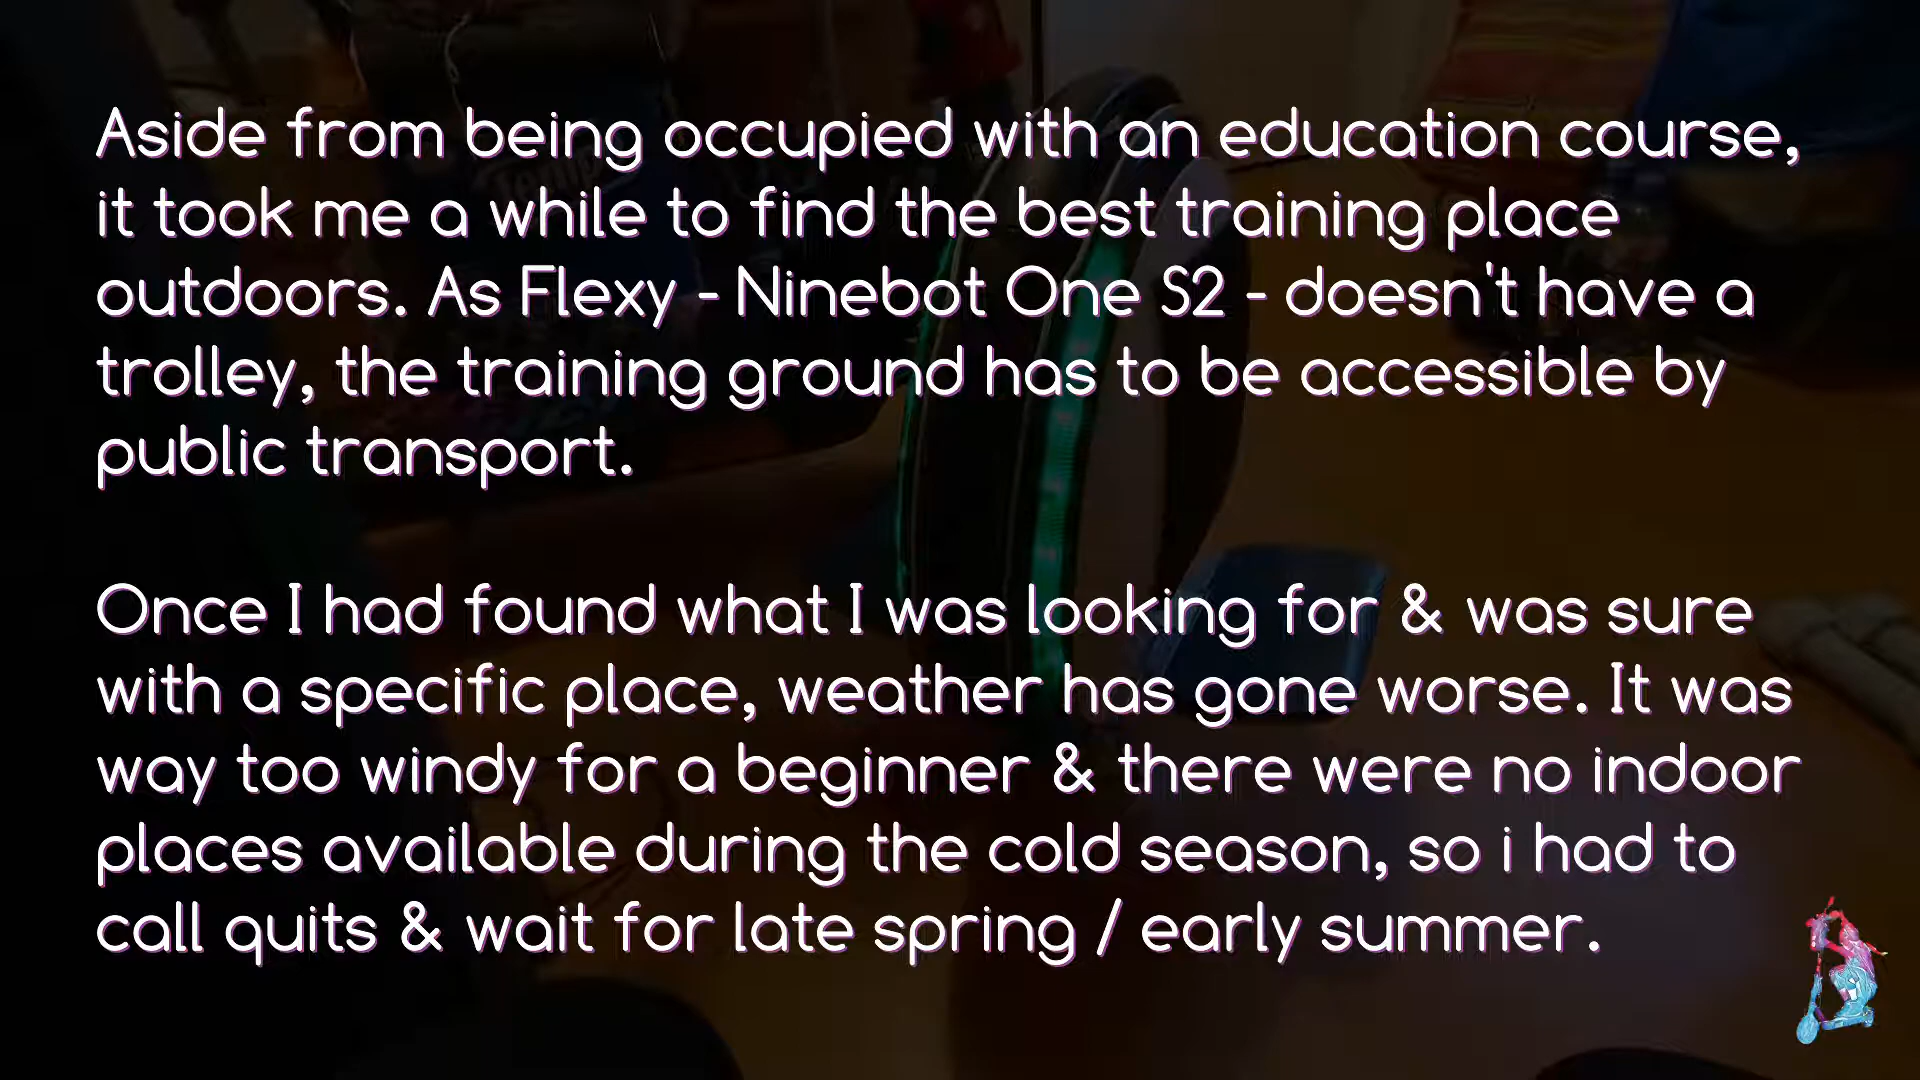 Aside from being occupied with an education course,
it took me a while to find the best training place
outdoors. As Flexy - Ninebot One S2 - doesn't have a
trolley, the training ground has to be accessible by
public transport.
Once I had found what I was looking for & was sure
with a specific place, weather has gone worse. It was
way too windy for a beginner & there were no indoor
places available during the cold season, so i had to
call quits & wait for late spring / early summer.